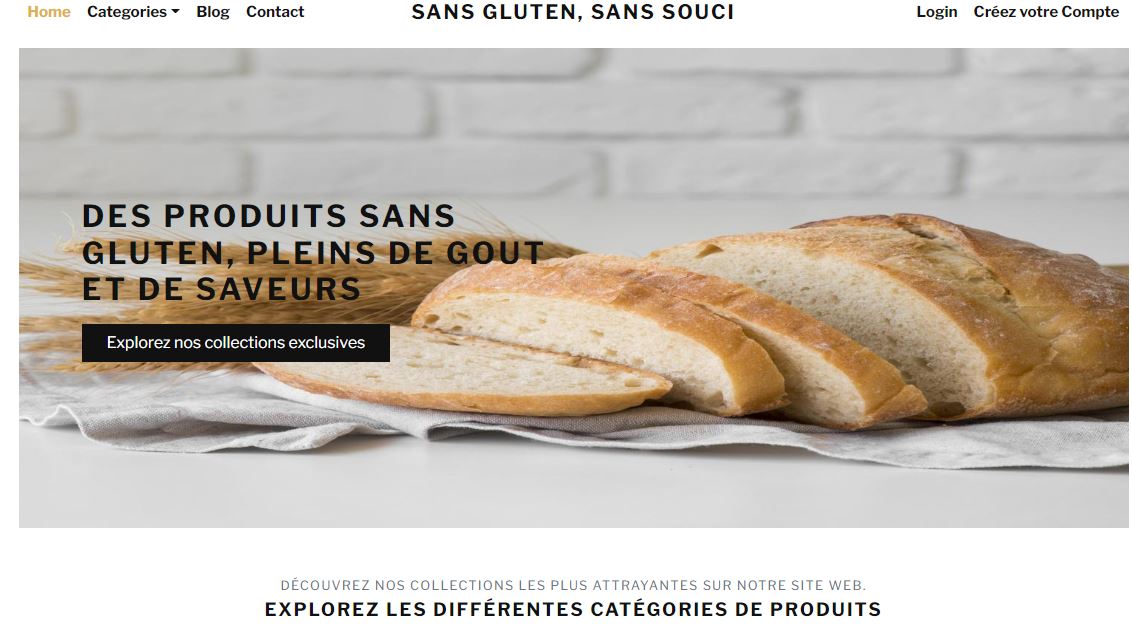 Home Categories Blog Contact SANS GLUTEN, SANS SOUCI Login Créez votre Compte
DES PRODUITS SANS
GLUTEN, PLEINS DE GOUT
ET DE SAVEURS
Explorez nos collections exclusives
DÉCOUVREZ NOS COLLECTIONS LES PLUS ATTRAYANTES SUR NOTRE SITE WEB.
EXPLOREZ LES DIFFÉRENTES CATÉGORIES DE PRODUITS